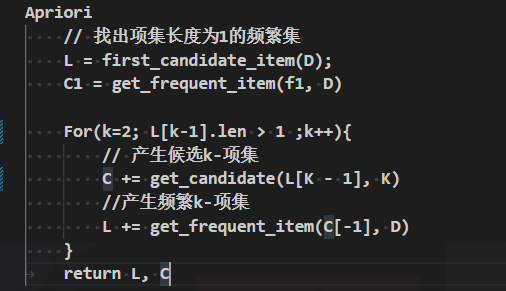 Apriori
// 找出项集长度为1的频繁集
L = first_candidate_item(D);
C1 = get_frequent_item(f1, D)
For(k=2; L[k-1].len > 1 ;k++){
// 产生候选k-项集
C += get_candidate(L[K - 1], K)
//产生频繁k-项集
L += get_frequent_item(C[-1], D)
}
return L, C